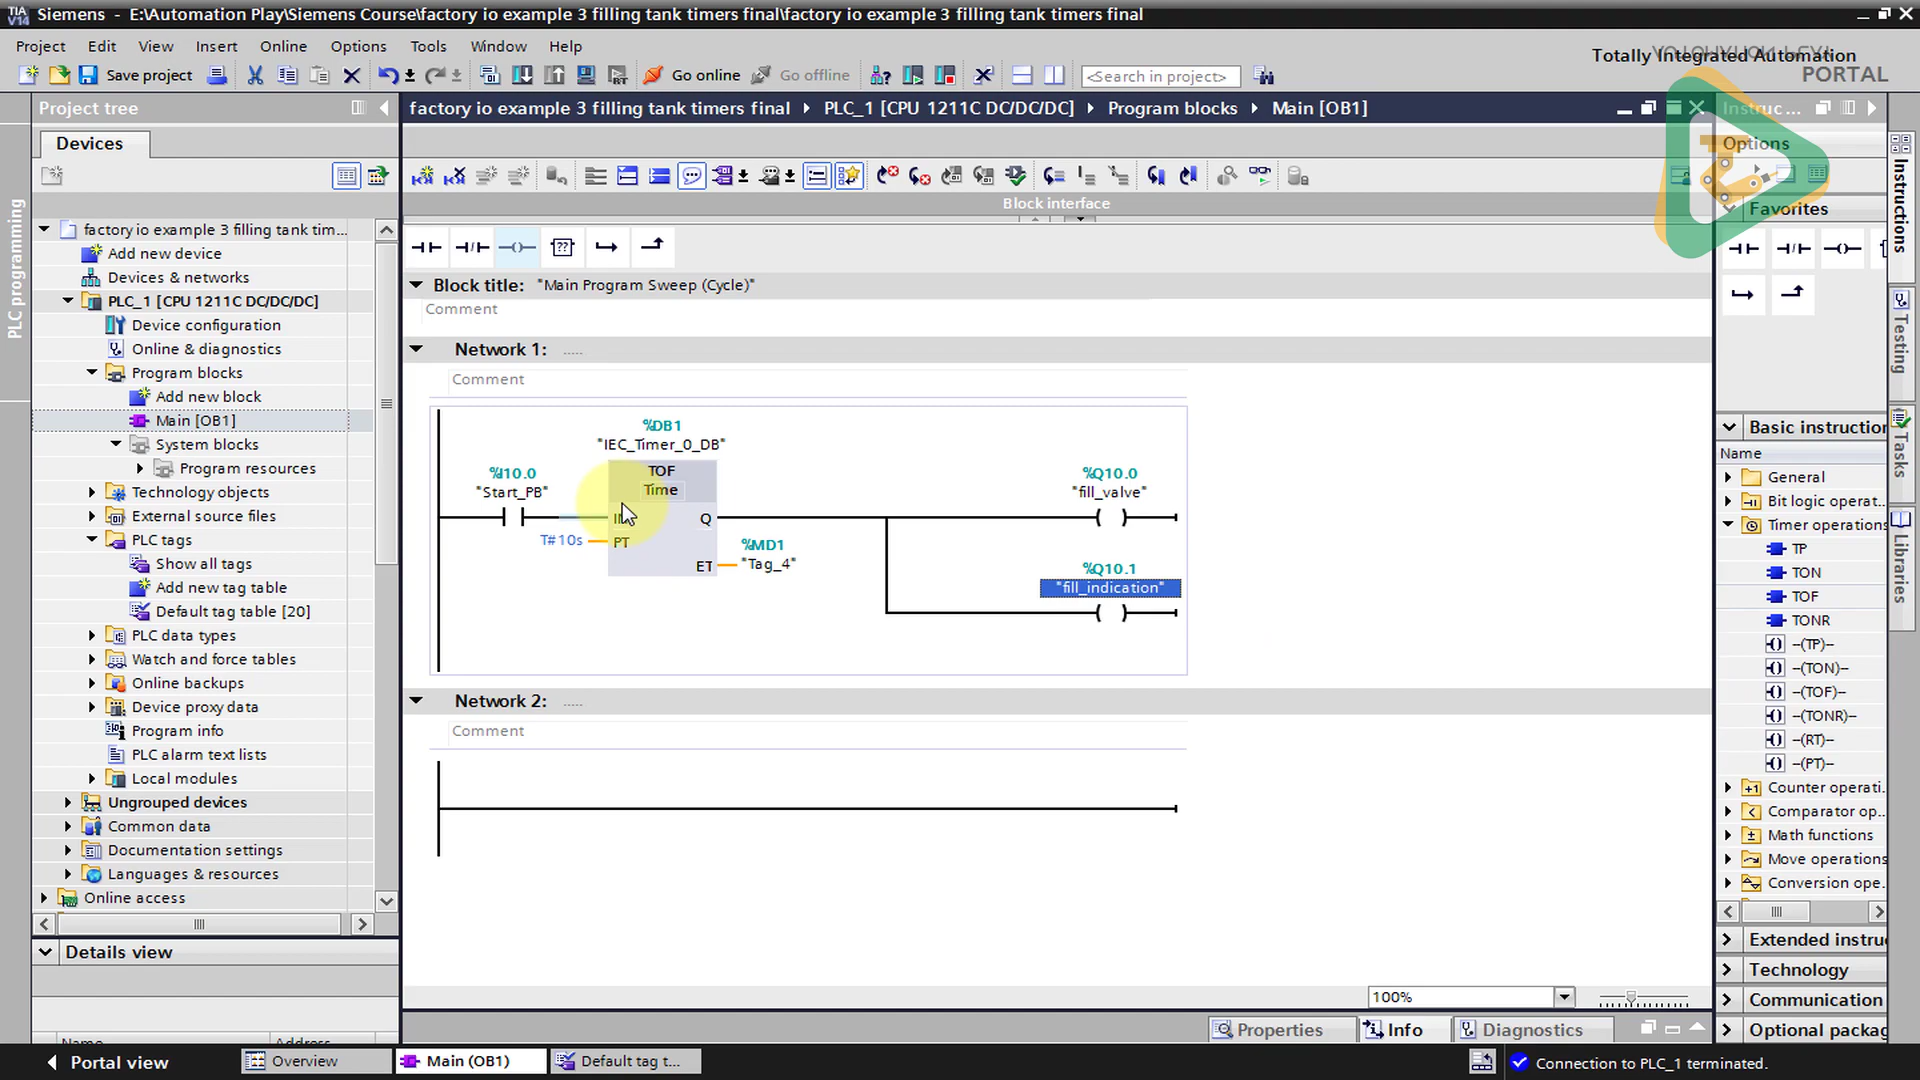 Siemens - E:\Automation Play\Siemens Course\factory io example 3 filling tank timers final\factory io example 3 filling tank timers final
Project Edit View Insert Online Options Tools Window Help
Totally Integrated Automation
PORTAL
Save project
Go online
Go offline
<Search in project>
Project tree
factory io example 3 filling tank timers final PLC_1 [CPU 1211C DC/DC/DC] Program blocks Main [OB1]
Instruc...
Devices
Options
Block interface
Favorites
PLC programming
factory io example 3 filling tank tim...
Add new device
Devices & networks
PLC_1 [CPU 1211C DC/DC/DC]
Device configuration
Online & diagnostics
Program blocks
Add new block
Main [OB1]
System blocks
Program resources
Technology objects
External source files
PLC tags
Show all tags
Add new tag table
Default tag table [20]
PLC data types
Watch and force tables
Online backups
Device proxy data
Program info
PLC alarm text lists
Local modules
Ungrouped devices
Common data
Documentation settings
Languages & resources
Online access
Details view
Name Address
Block title: "Main Program Sweep (Cycle)"
Comment
Network 1: .....
Comment
%DB1
"IEC_Timer_0_DB"
TOF
Time
%I10.0
"Start_PB"
T#10s
PT
Q
ET
%MD1
"Tag_4"
%Q10.0
"fill_valve"
%Q10.1
"fill_indication"
Network 2: .....
Comment
100%
Properties
Info
Diagnostics
Basic instruction
Name
General
Bit logic operat...
Timer operations
TP
TON
TOF
TONR
-(TP)-
-(TON)-
-(TOF)-
-(TONR)-
-(RT)-
-(PT)-
Counter operati...
Comparator op...
Math functions
Move operations
Conversion ope...
Extended instru
Technology
Communication
Optional packag
Instructions
Testing
Tasks
Libraries
Portal view
Overview
Main (OB1)
Default tag t...
Connection to PLC_1 terminated.